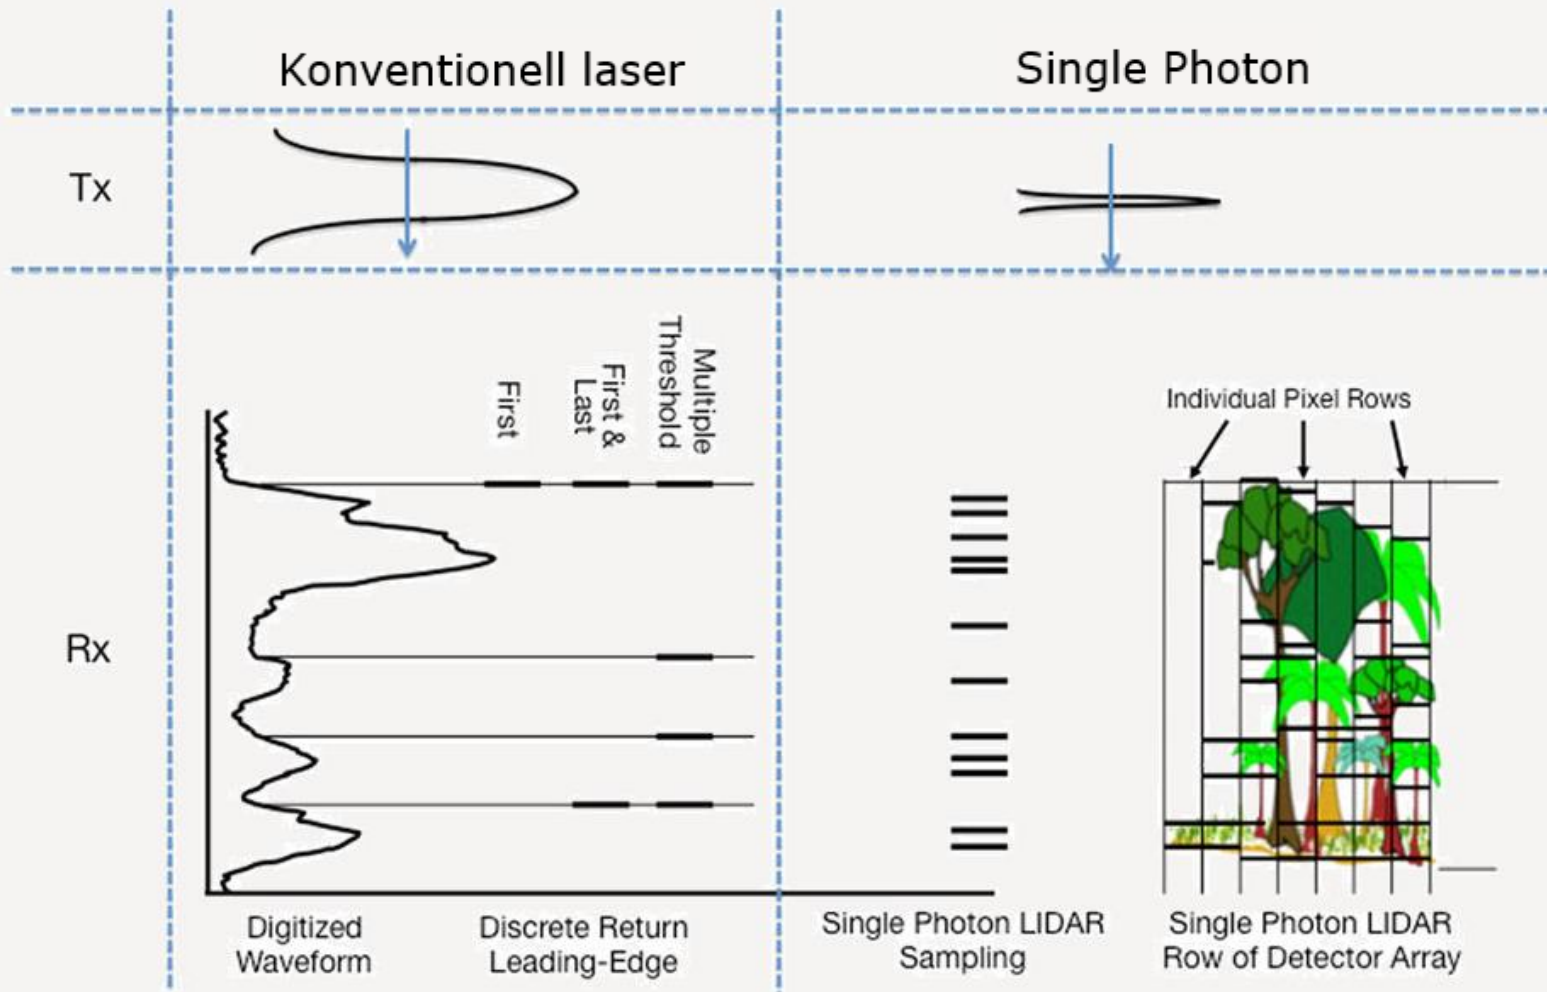 Konventionell laser
Single Photon
Tx
Rx
First
First &
Last
Multiple
Threshold
Individual Pixel Rows
Digitized
Waveform
Discrete Return
Leading-Edge
Single Photon LIDAR
Sampling
Single Photon LIDAR
Row of Detector Array